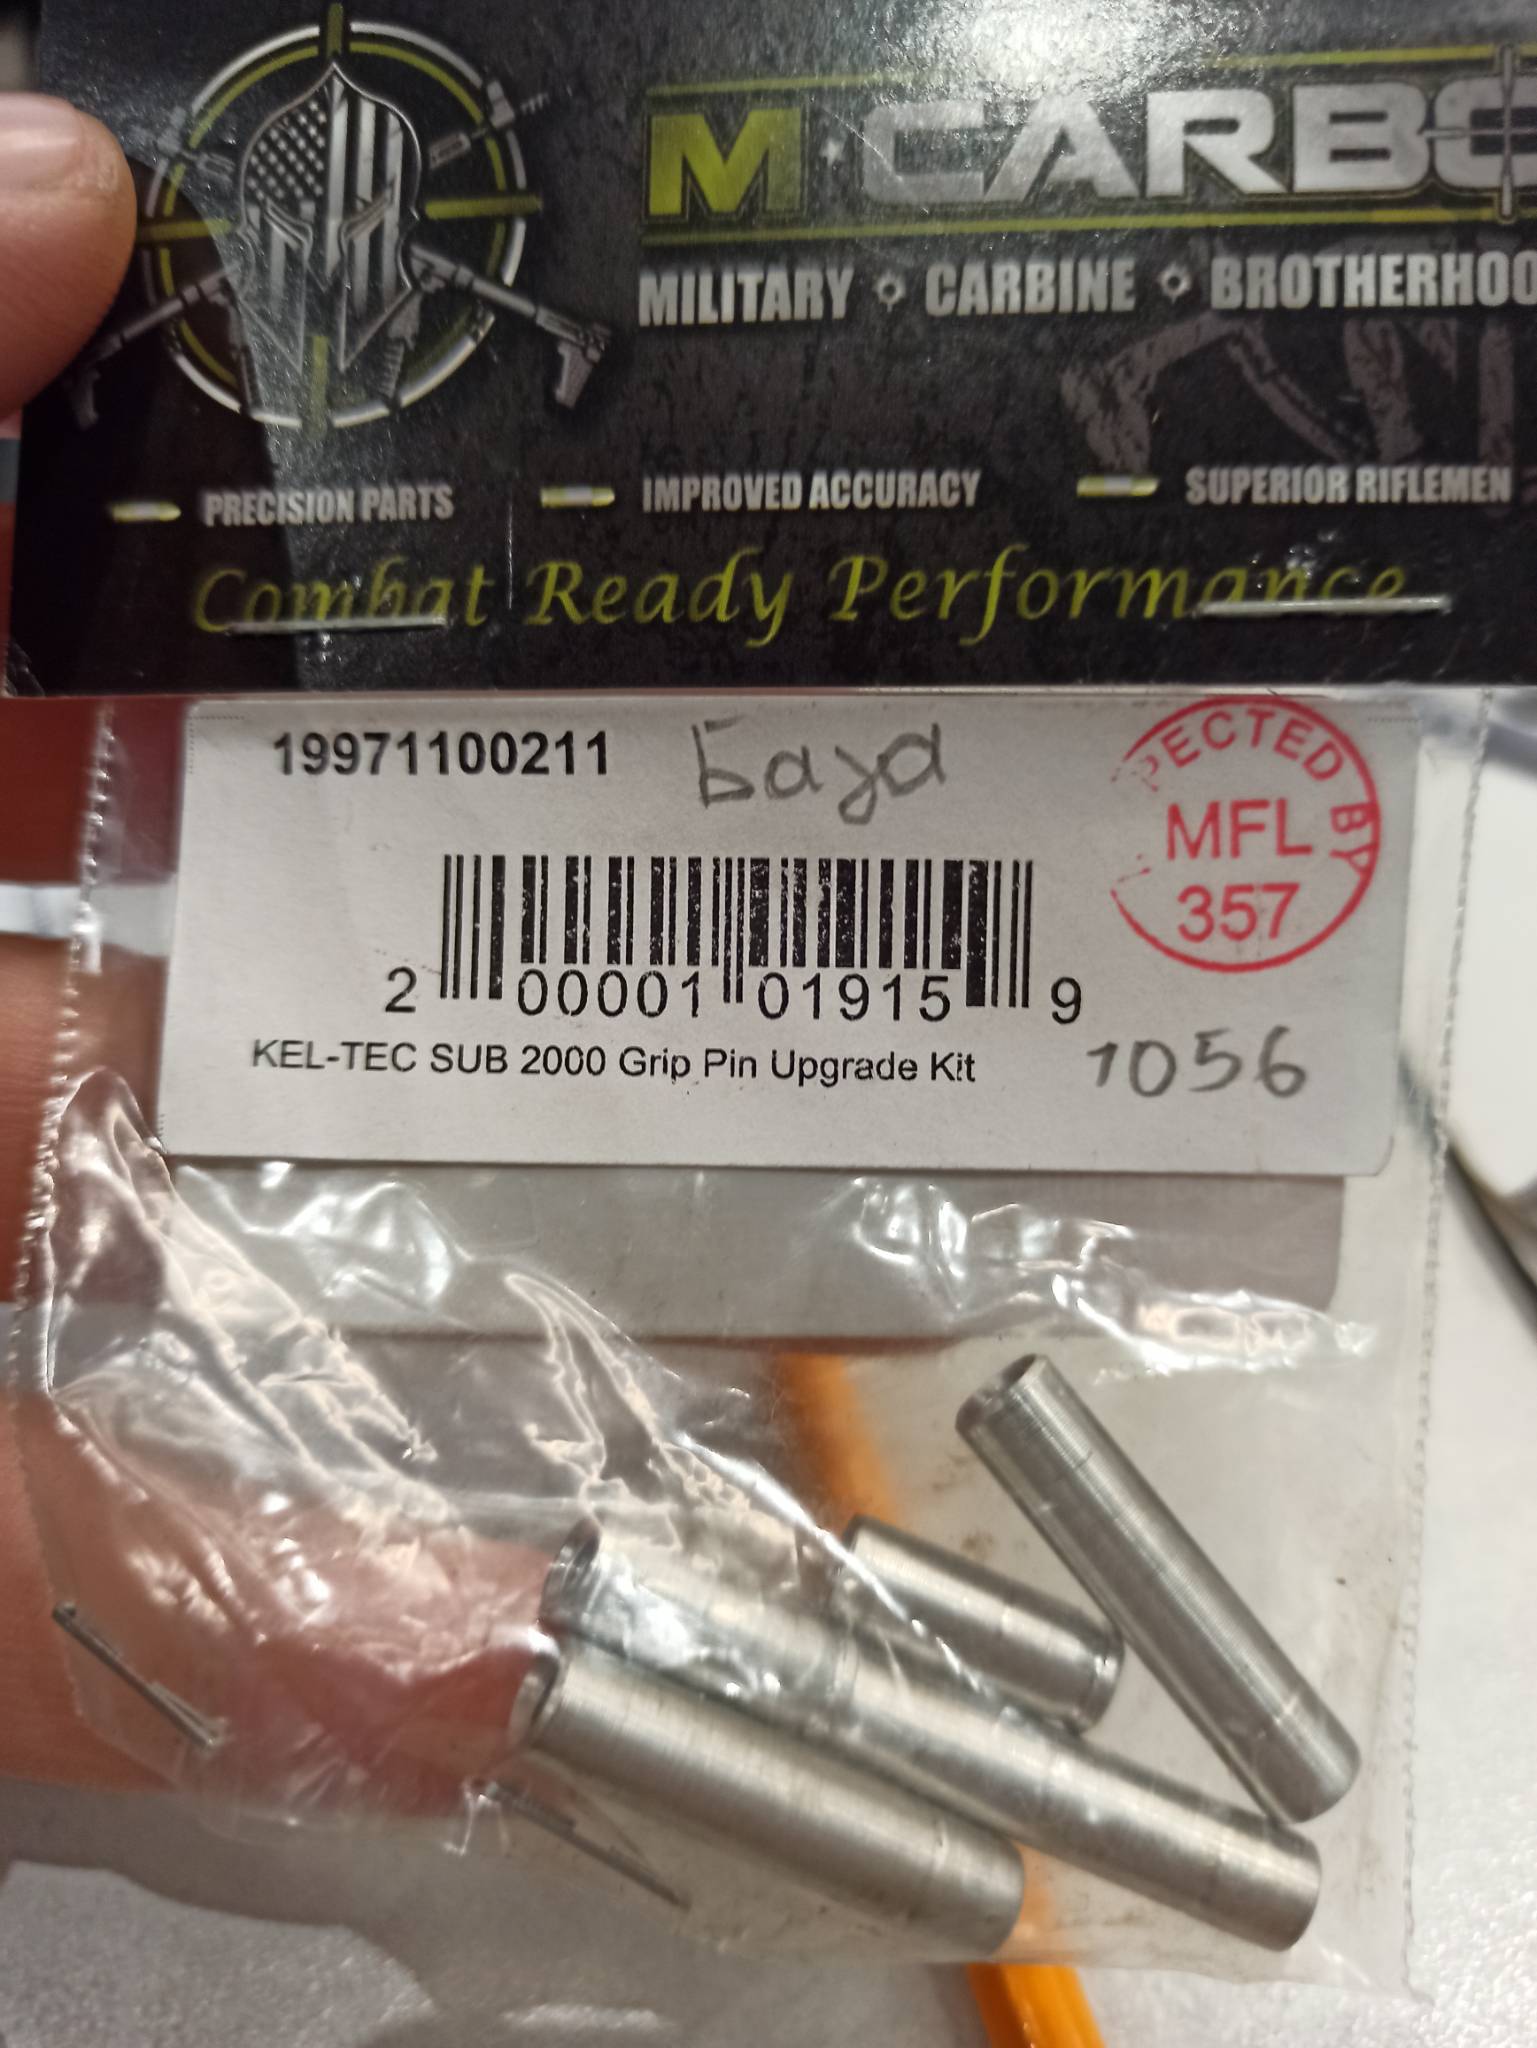 M CARBO
MILITARY CARBINE BROTHERHOO
PRECISION PARTS IMPROVED ACCURACY SUPERIOR RIFLEMEN
Combat Ready Performance
19971100211 База
PECTED BY
MFL
357
2 00001 01915 9
KEL-TEC SUB 2000 Grip Pin Upgrade Kit 1056